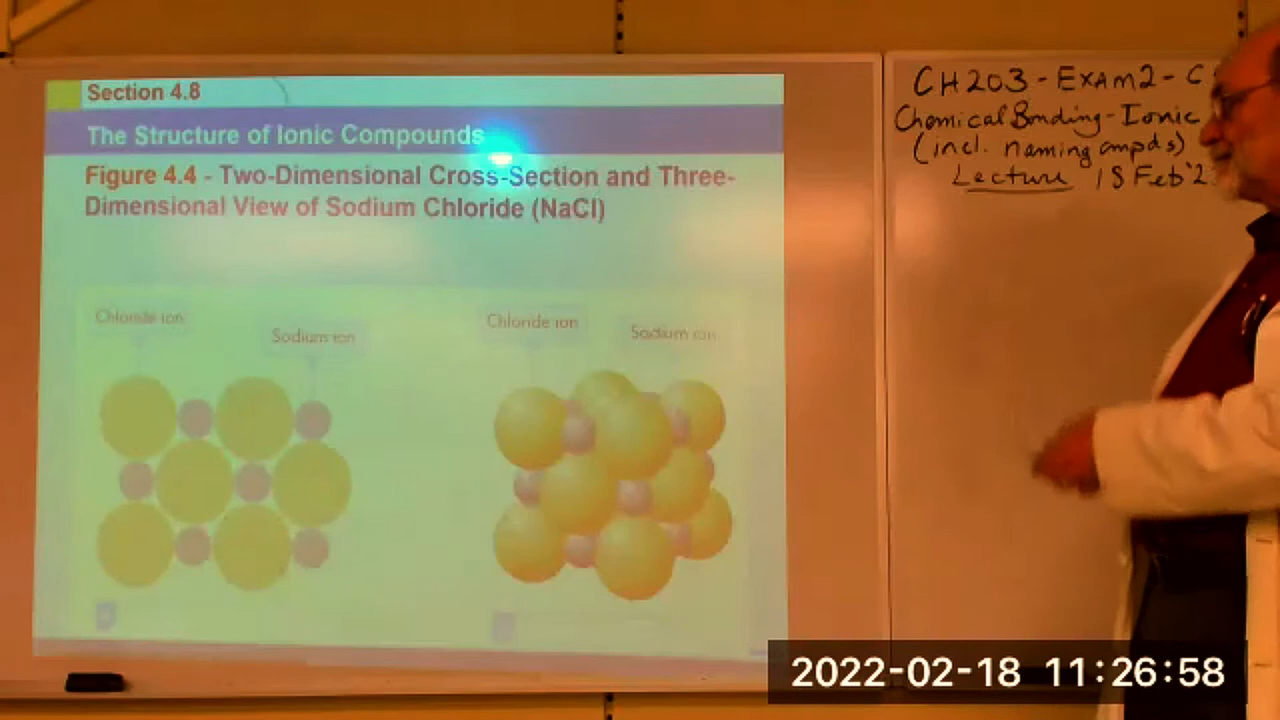 Section 4.8
The Structure of Ionic Compounds
Figure 4.4 - Two-Dimensional Cross-Section and Three-
Dimensional View of Sodium Chloride (NaCl)
Chloride ion
Sodium ion
Chloride ion
Sodium ion
CH203-EXAM2-C
Chemical Bonding-Ionic
(incl. naming cmpds)
Lecture 18 Feb'2
2022-02-18 11:26:58